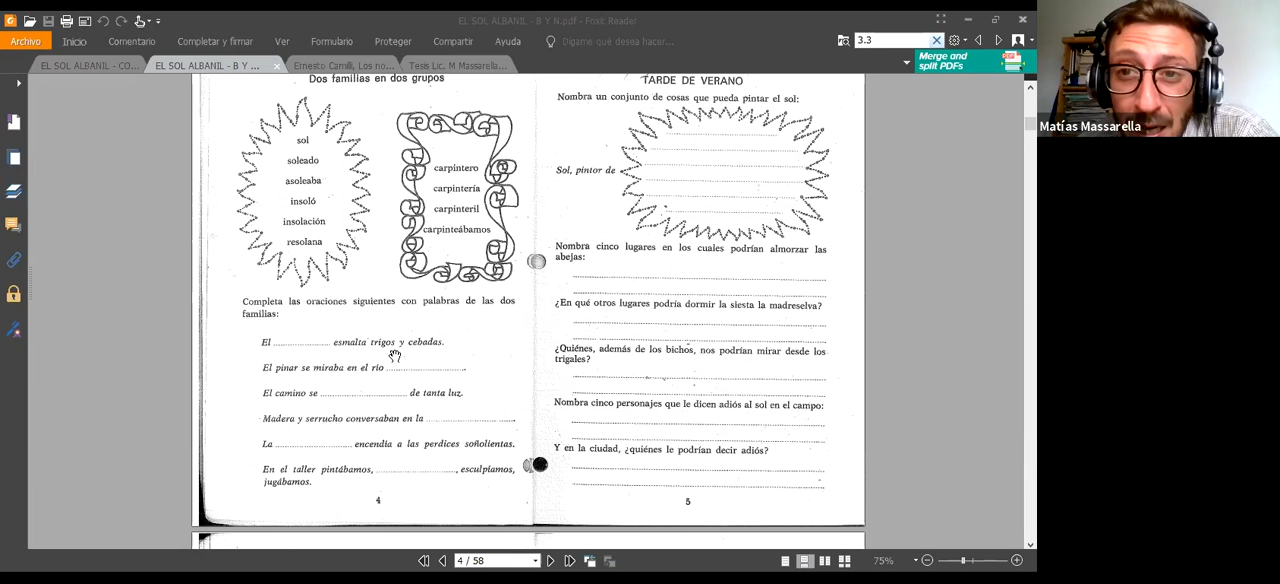 EL SOL ALBANIL - B Y N.pdf - Foxit Reader
Archivo Inicio Comentario Completar y firmar Ver Formulario Proteger Compartir Ayuda Dígame qué desea hacer... 3.3
EL SOL ALBANIL - CO... EL SOL ALBANIL - B Y ... Ernesto Camilli, Los no... Tesis Lic. M Massarella...
Merge and
split PDFs
Matías Massarella
Dos familias en dos grupos
sol
soleado
asoleaba
insoló
insolación
resolana
carpintero
carpintería
carpinteril
carpinteábamos
Completa las oraciones siguientes con palabras de las dos
familias:
El .................... esmalta trigos y cebadas.
El pinar se miraba en el río ....................
El camino se .................... de tanta luz.
Madera y serrucho conversaban en la ....................
La .................... encendía a las perdices soñolientas.
En el taller pintábamos, ...................., esculpíamos,
jugábamos.
4
TARDE DE VERANO
Nombra un conjunto de cosas que pueda pintar el sol:
Sol, pintor de
Nombra cinco lugares en los cuales podrían almorzar las
abejas:
¿En qué otros lugares podría dormir la siesta la madreselva?
¿Quiénes, además de los bichos, nos podrían mirar desde los
trigales?
Nombra cinco personajes que le dicen adiós al sol en el campo:
Y en la ciudad, ¿quiénes le podrían decir adiós?
5
4 / 58
75%